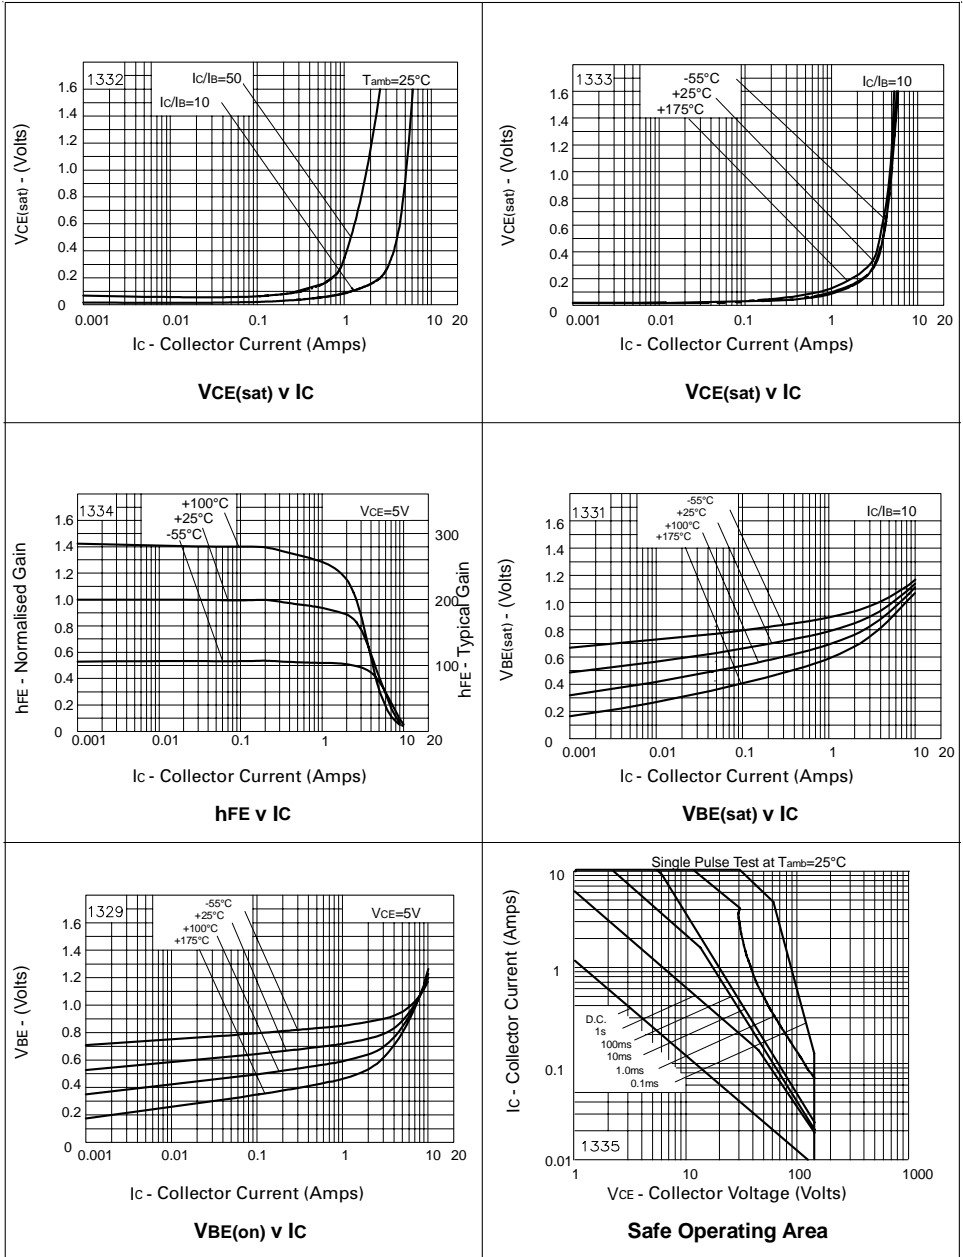 1332
IC/IB=50
Tamb=25°C
IC/IB=10
1.6
1.4
1.2
1.0
0.8
0.6
0.4
0.2
0
VCE(sat) - (Volts)
0.001 0.01 0.1 1 10 20
IC - Collector Current (Amps)
VCE(sat) v IC
1333
-55°C
+25°C
+175°C
IC/IB=10
1.6
1.4
1.2
1.0
0.8
0.6
0.4
0.2
0
VCE(sat) - (Volts)
0.001 0.01 0.1 1 10 20
IC - Collector Current (Amps)
VCE(sat) v IC
1334
+100°C
+25°C
-55°C
VCE=5V
1.6
1.4
1.2
1.0
0.8
0.6
0.4
0.2
0
hFE - Normalised Gain
300
200
100
hFE - Typical Gain
0.001 0.01 0.1 1 10 20
IC - Collector Current (Amps)
hFE v IC
1331
-55°C
+25°C
+100°C
+175°C
IC/IB=10
1.6
1.4
1.2
1.0
0.8
0.6
0.4
0.2
0
VBE(sat) - (Volts)
0.001 0.01 0.1 1 10 20
IC - Collector Current (Amps)
VBE(sat) v IC
1329
-55°C
+25°C
+100°C
+175°C
VCE=5V
1.6
1.4
1.2
1.0
0.8
0.6
0.4
0.2
0
VBE - (Volts)
0.001 0.01 0.1 1 10 20
IC - Collector Current (Amps)
VBE(on) v IC
Single Pulse Test at Tamb=25°C
10
1
0.1
0.01
IC - Collector Current (Amps)
D.C.
1s
100ms
10ms
1.0ms
0.1ms
1335
1 10 100 1000
VCE - Collector Voltage (Volts)
Safe Operating Area